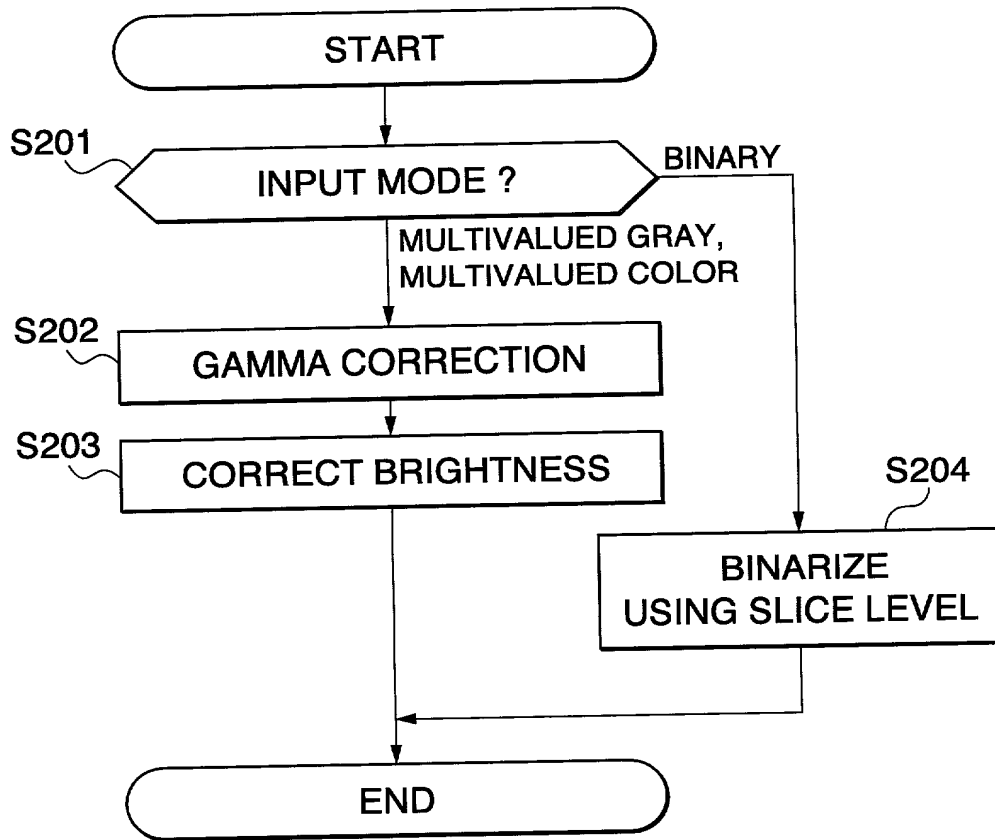 START
S201
INPUT MODE ?
BINARY
MULTIVALUED GRAY,
MULTIVALUED COLOR
S202
GAMMA CORRECTION
S203
CORRECT BRIGHTNESS
S204
BINARIZE
USING SLICE LEVEL
END